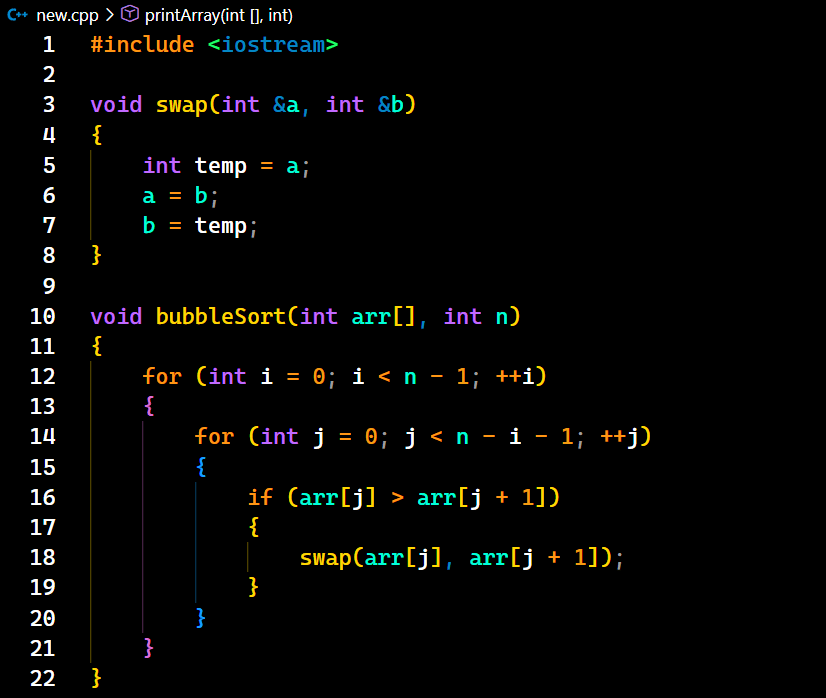 C++ new.cpp > printArray(int [], int)
1 #include <iostream>
2
3 void swap(int &a, int &b)
4 {
5     int temp = a;
6     a = b;
7     b = temp;
8 }
9
10 void bubbleSort(int arr[], int n)
11 {
12     for (int i = 0; i < n - 1; ++i)
13     {
14         for (int j = 0; j < n - i - 1; ++j)
15         {
16             if (arr[j] > arr[j + 1])
17             {
18                 swap(arr[j], arr[j + 1]);
19             }
20         }
21     }
22 }